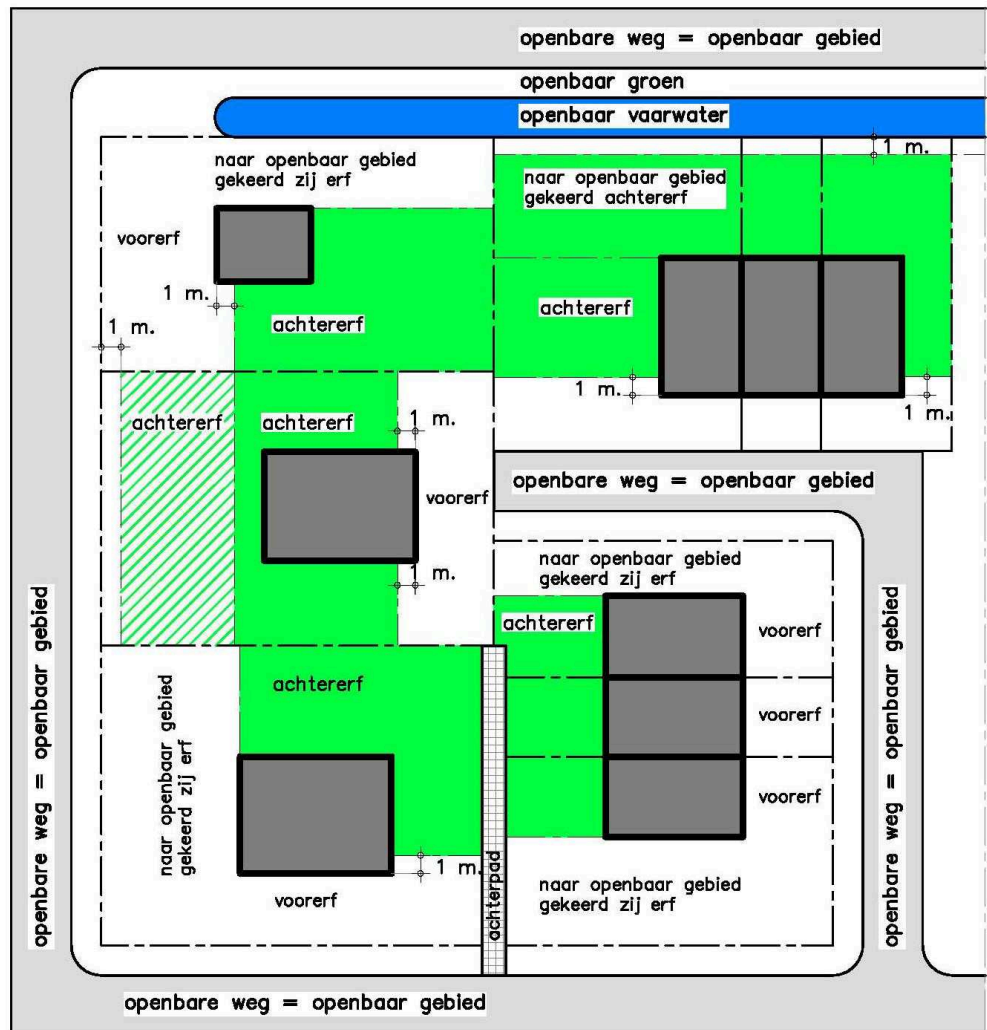 openbare weg = openbaar gebied
openbaar groen
openbaar vaarwater
1 m.
naar openbaar gebied
gekeerd zij erf
naar openbaar gebied
gekeerd achtererf
voorerf
1 m.
achtererf
achtererf
1 m.
1 m.
1 m.
achtererf
achtererf
1 m.
voorerf
openbare weg = openbaar gebied
1 m.
naar openbaar gebied
gekeerd zij erf
achtererf
voorerf
achtererf
naar openbaar gebied
gekeerd zij erf
voorerf
voorerf
1 m.
naar openbaar gebied
gekeerd zij erf
voorerf
achterpad
openbare weg = openbaar gebied
openbare weg = openbaar gebied
openbare weg = openbaar gebied